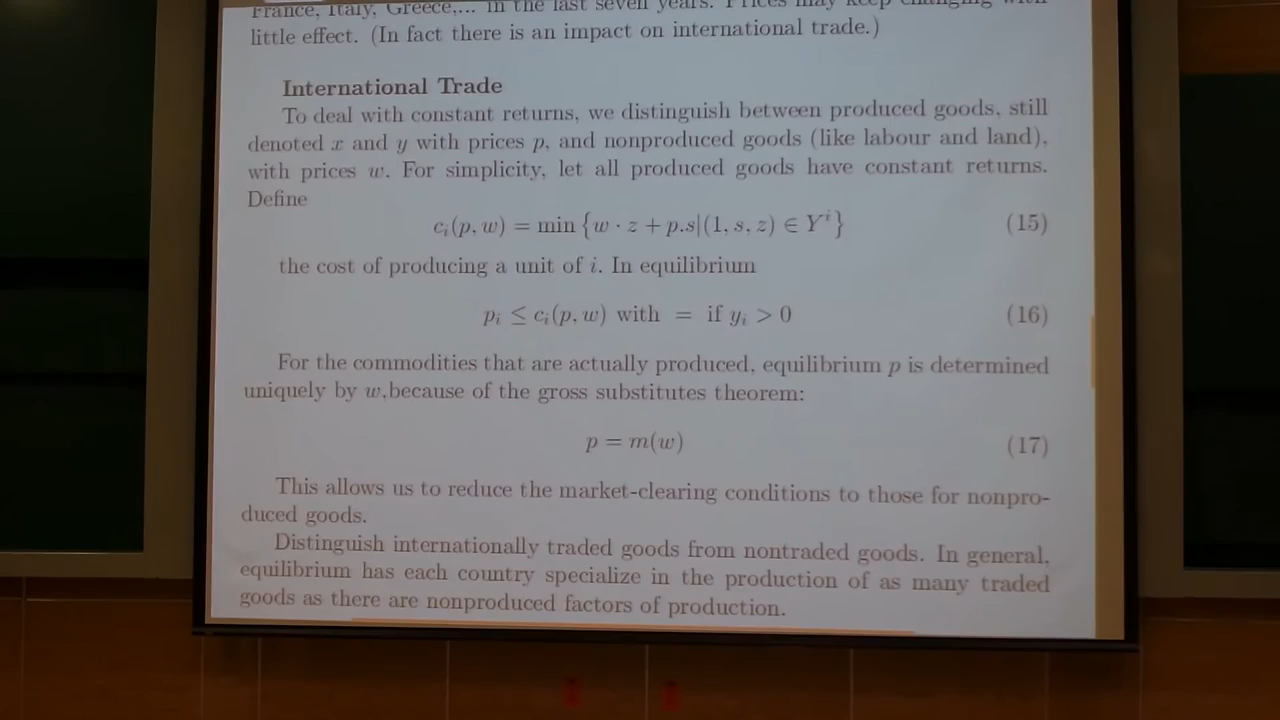 France, Italy, Greece,... in the last seven years. Prices may keep changing with
little effect. (In fact there is an impact on international trade.)
International Trade
To deal with constant returns, we distinguish between produced goods, still
denoted x and y with prices p, and nonproduced goods (like labour and land),
with prices w. For simplicity, let all produced goods have constant returns.
Define
c_i(p, w) = min {w · z + p.s|(1, s, z) ∈ Y^i} (15)
the cost of producing a unit of i. In equilibrium
p_i ≤ c_i(p, w) with = if y_i > 0 (16)
For the commodities that are actually produced, equilibrium p is determined
uniquely by w,because of the gross substitutes theorem:
p = m(w) (17)
This allows us to reduce the market-clearing conditions to those for nonpro-
duced goods.
Distinguish internationally traded goods from nontraded goods. In general,
equilibrium has each country specialize in the production of as many traded
goods as there are nonproduced factors of production.